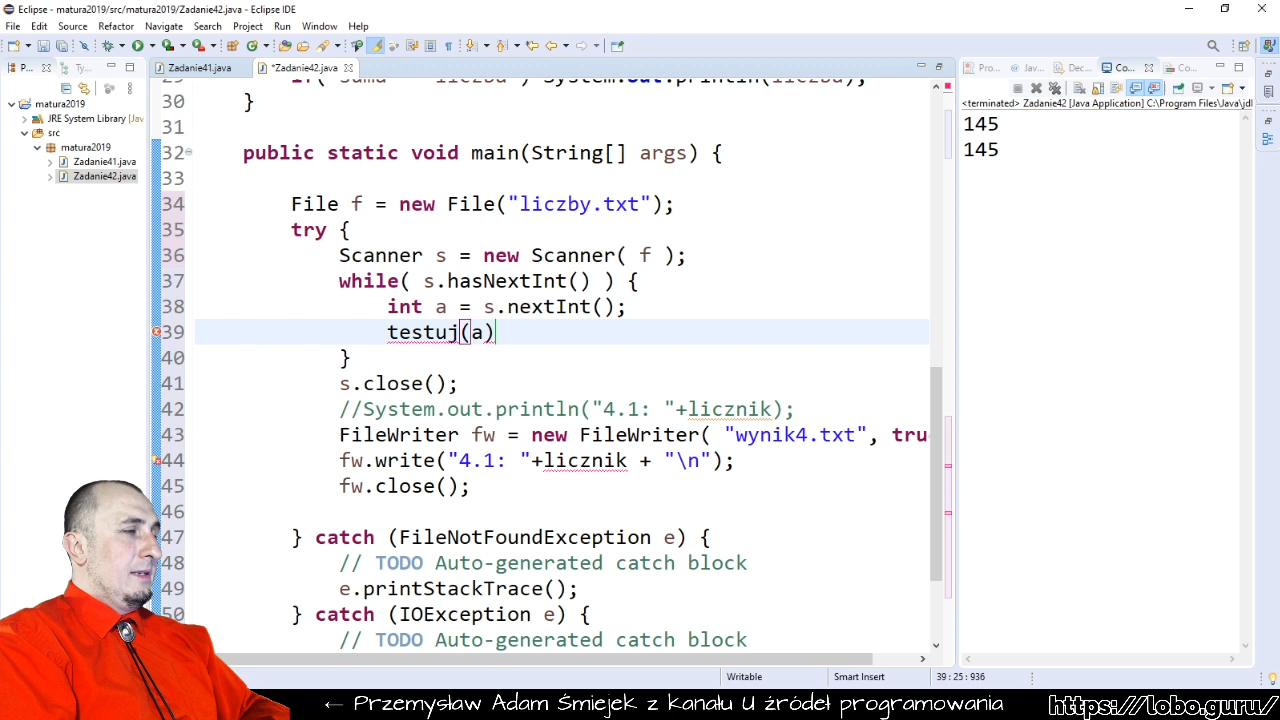 Eclipse - matura2019/src/matura2019/Zadanie42.java - Eclipse IDE
File Edit Source Refactor Navigate Search Project Run Window Help
P... Ty... Zadanie41.java *Zadanie42.java Pro... Jav... Dec... Co... Co...
<terminated> Zadanie42 [Java Application] C:\Program Files\Java\jdl
matura2019
JRE System Library [Jav
src
matura2019
Zadanie41.java
Zadanie42.java
30 }
31
32 public static void main(String[] args) {
33
34 File f = new File("liczby.txt");
35 try {
36 Scanner s = new Scanner( f );
37 while( s.hasNextInt() ) {
38 int a = s.nextInt();
39 testuj(a)
40 }
41 s.close();
42 //System.out.println("4.1: "+licznik);
43 FileWriter fw = new FileWriter( "wynik4.txt", tru
44 fw.write("4.1: "+licznik + "\n");
45 fw.close();
46
47 } catch (FileNotFoundException e) {
48 // TODO Auto-generated catch block
49 e.printStackTrace();
50 } catch (IOException e) {
// TODO Auto-generated catch block
145
145
Writable Smart Insert 39 : 25 : 936
← Przemysław Adam Śmiejek z kanału U źródeł programowania https://lobo.guru/